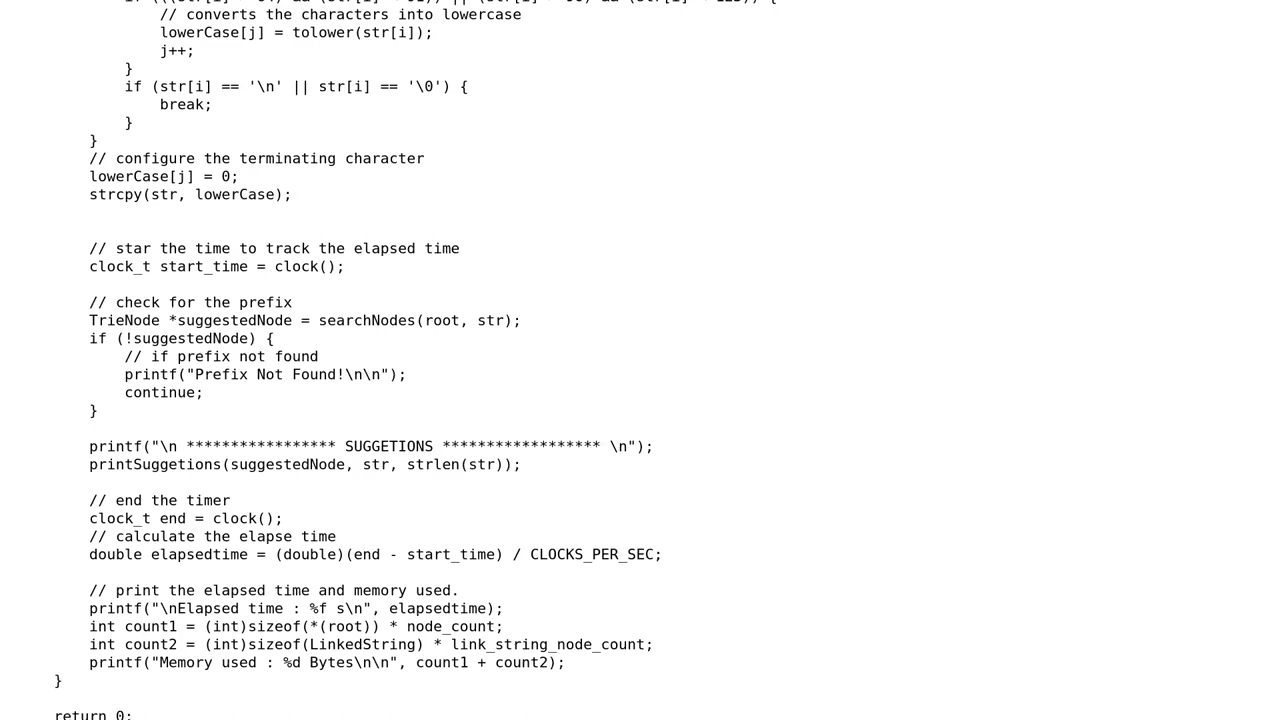 // converts the characters into lowercase
lowerCase[j] = tolower(str[i]);
j++;
}
if (str[i] == '\n' || str[i] == '\0') {
break;
}
}
// configure the terminating character
lowerCase[j] = 0;
strcpy(str, lowerCase);
// star the time to track the elapsed time
clock_t start_time = clock();
// check for the prefix
TrieNode *suggestedNode = searchNodes(root, str);
if (!suggestedNode) {
// if prefix not found
printf("Prefix Not Found!\n\n");
continue;
}
printf("\n ***************** SUGGETIONS ****************** \n");
printSuggetions(suggestedNode, str, strlen(str));
// end the timer
clock_t end = clock();
// calculate the elapse time
double elapsedtime = (double)(end - start_time) / CLOCKS_PER_SEC;
// print the elapsed time and memory used.
printf("\nElapsed time : %f s\n", elapsedtime);
int count1 = (int)sizeof(*(root)) * node_count;
int count2 = (int)sizeof(LinkedString) * link_string_node_count;
printf("Memory used : %d Bytes\n\n", count1 + count2);
}
return 0;